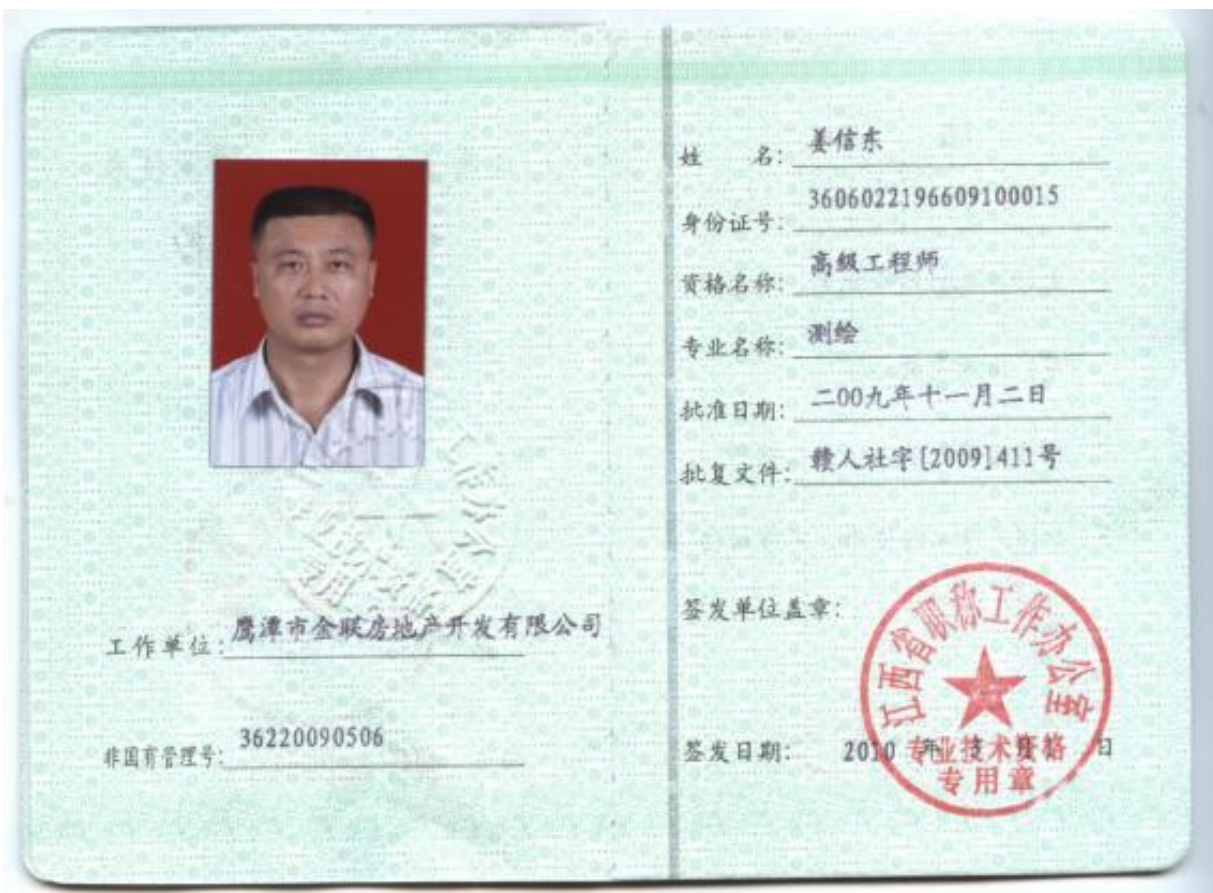 姓 名: 姜信东
身份证号: 3606022196609100015
资格名称: 高级工程师
专业名称: 测绘
批准日期: 二00九年十一月二日
批复文件: 赣人社字[2009]411号
签发单位盖章:
江西省职称工作办公室
专业技术资格
专用章
签发日期: 2010 年 月 日
工作单位: 鹰潭市金联房地产开发有限公司
非国有管理号: 36220090506